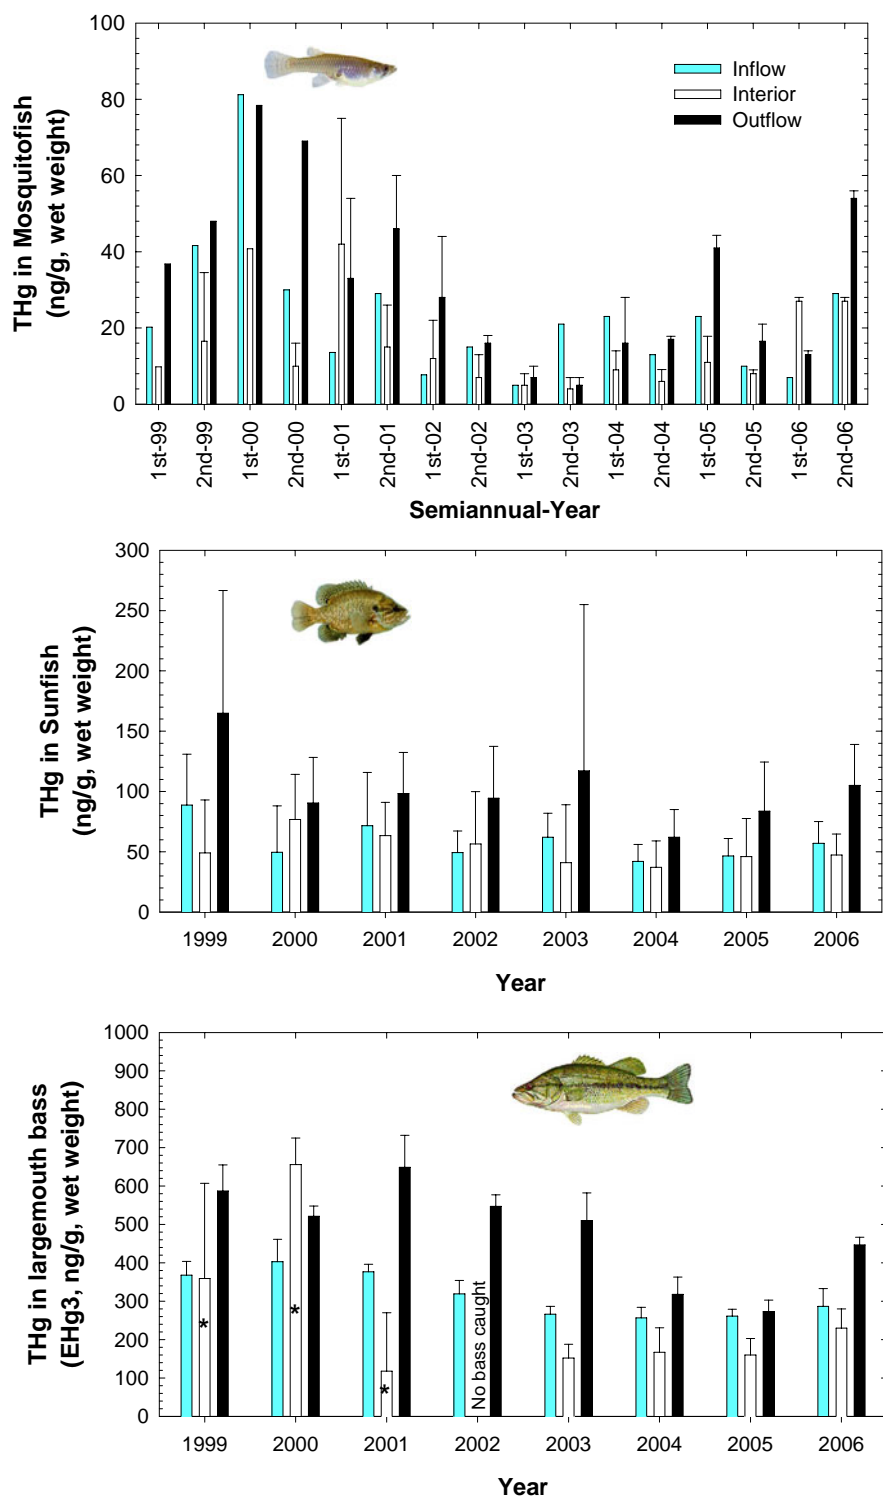 THg in Mosquitofish
(ng/g, wet weight)
100
80
60
40
20
0
Inflow
Interior
Outflow
1st-99
2nd-99
1st-00
2nd-00
1st-01
2nd-01
1st-02
2nd-02
1st-03
2nd-03
1st-04
2nd-04
1st-05
2nd-05
1st-06
2nd-06
Semiannual-Year
THg in Sunfish
(ng/g, wet weight)
300
250
200
150
100
50
0
1999 2000 2001 2002 2003 2004 2005 2006
Year
THg in largemouth bass
(EHg3, ng/g, wet weight)
1000
900
800
700
600
500
400
300
200
100
0
*
*
*
No bass caught
1999 2000 2001 2002 2003 2004 2005 2006
Year